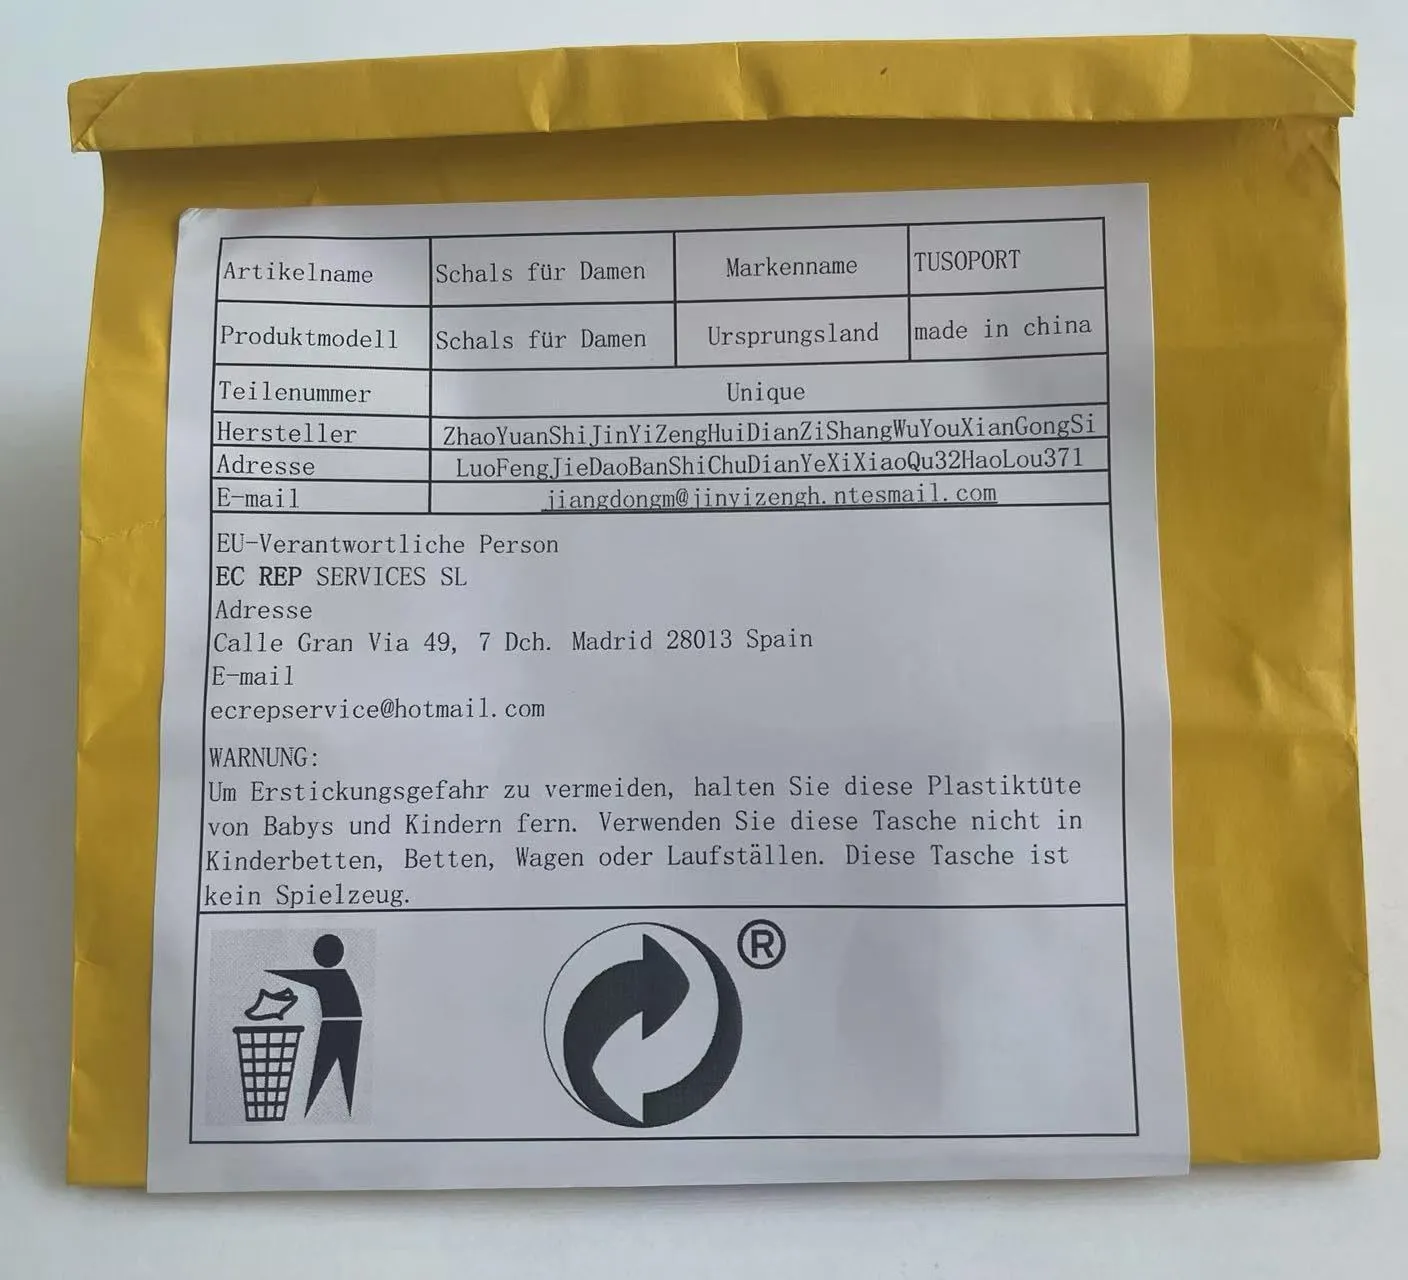 Artikelname Schals für Damen Markenname TUSOPORT
Produktmodell Schals für Damen Ursprungsland made in china
Teilenummer Unique
Hersteller ZhaoYuanShiJinYiZengHuiDianZiShangWuYouXianGongSi
Adresse LuoFengJieDaoBanShiChuDianYeXiXiaoQu32HaoLou371
E-mail jiangdongm@jinyizengh.ntesmail.com
EU-Verantwortliche Person
EC REP SERVICES SL
Adresse
Calle Gran Via 49, 7 Dch. Madrid 28013 Spain
E-mail
ecrepservice@hotmail.com
WARNUNG:
Um Erstickungsgefahr zu vermeiden, halten Sie diese Plastiktüte
von Babys und Kindern fern. Verwenden Sie diese Tasche nicht in
Kinderbetten, Betten, Wagen oder Laufställen. Diese Tasche ist
kein Spielzeug.
®